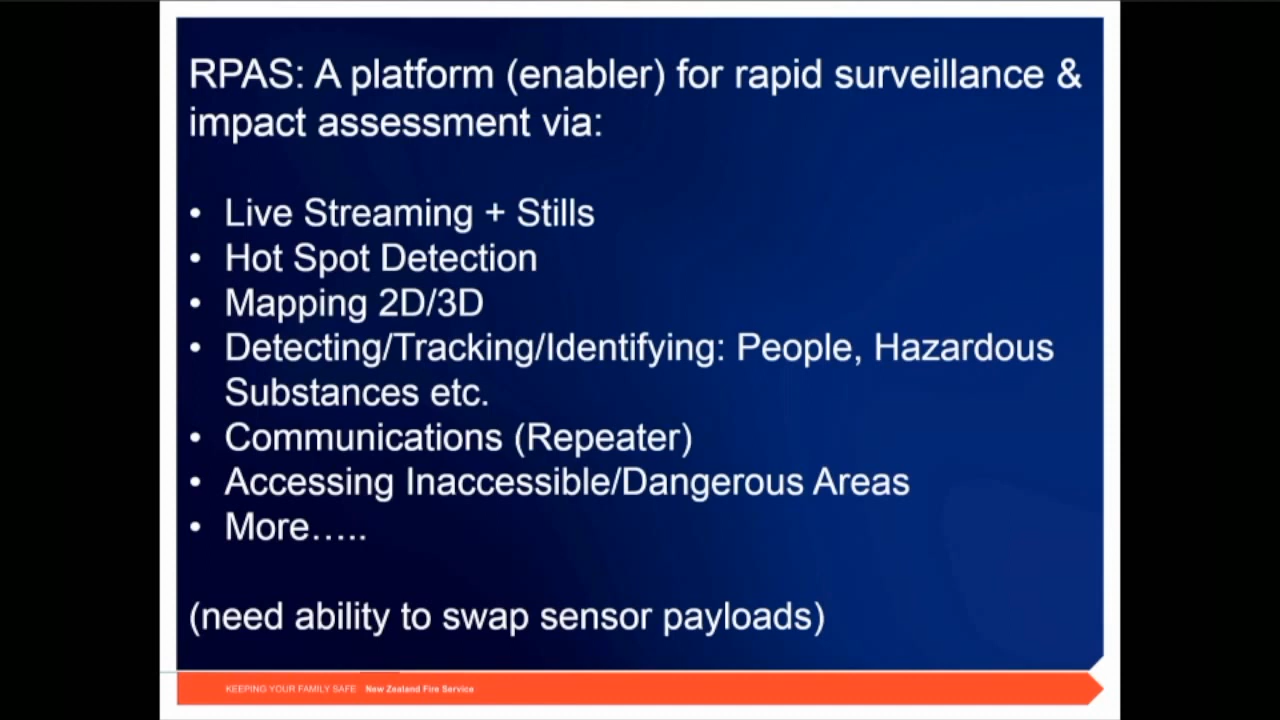 RPAS: A platform (enabler) for rapid surveillance &
impact assessment via:
• Live Streaming + Stills
• Hot Spot Detection
• Mapping 2D/3D
• Detecting/Tracking/Identifying: People, Hazardous
Substances etc.
• Communications (Repeater)
• Accessing Inaccessible/Dangerous Areas
• More…..
(need ability to swap sensor payloads)
KEEPING YOUR FAMILY SAFE New Zealand Fire Service